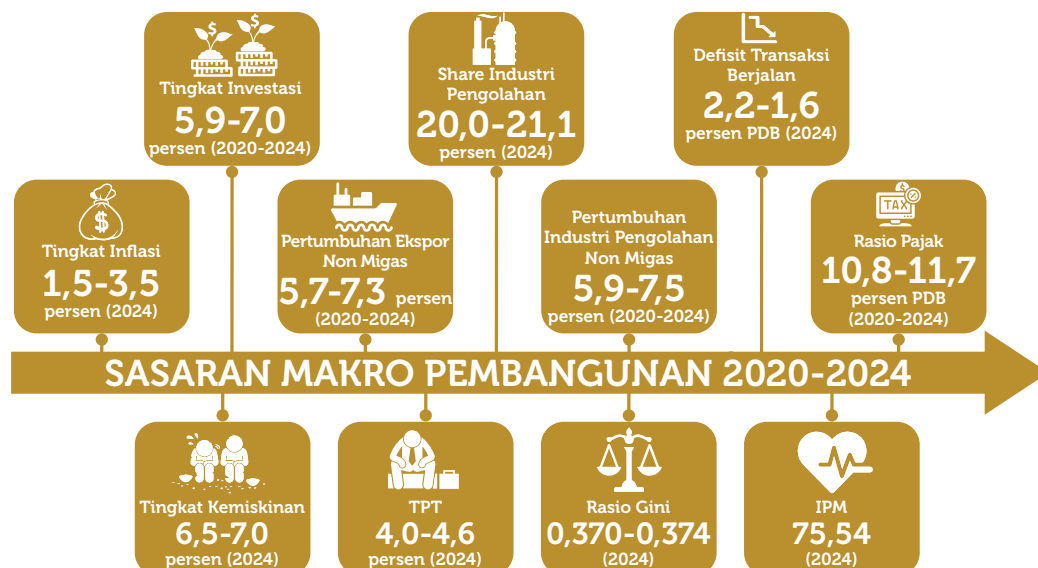 Tingkat Investasi
5,9-7,0
persen (2020-2024)
Share Industri
Pengolahan
20,0-21,1
persen (2024)
Defisit Transaksi
Berjalan
2,2-1,6
persen PDB (2024)
$
Tingkat Inflasi
1,5-3,5
persen (2024)
Pertumbuhan Ekspor
Non Migas
5,7-7,3 persen
(2020-2024)
Pertumbuhan
Industri Pengolahan
Non Migas
5,9-7,5
persen (2020-2024)
TAX
Rasio Pajak
10,8-11,7
persen PDB
(2020-2024)
SASARAN MAKRO PEMBANGUNAN 2020-2024
Tingkat Kemiskinan
6,5-7,0
persen (2024)
TPT
4,0-4,6
persen (2024)
Rasio Gini
0,370-0,374
(2024)
IPM
75,54
(2024)